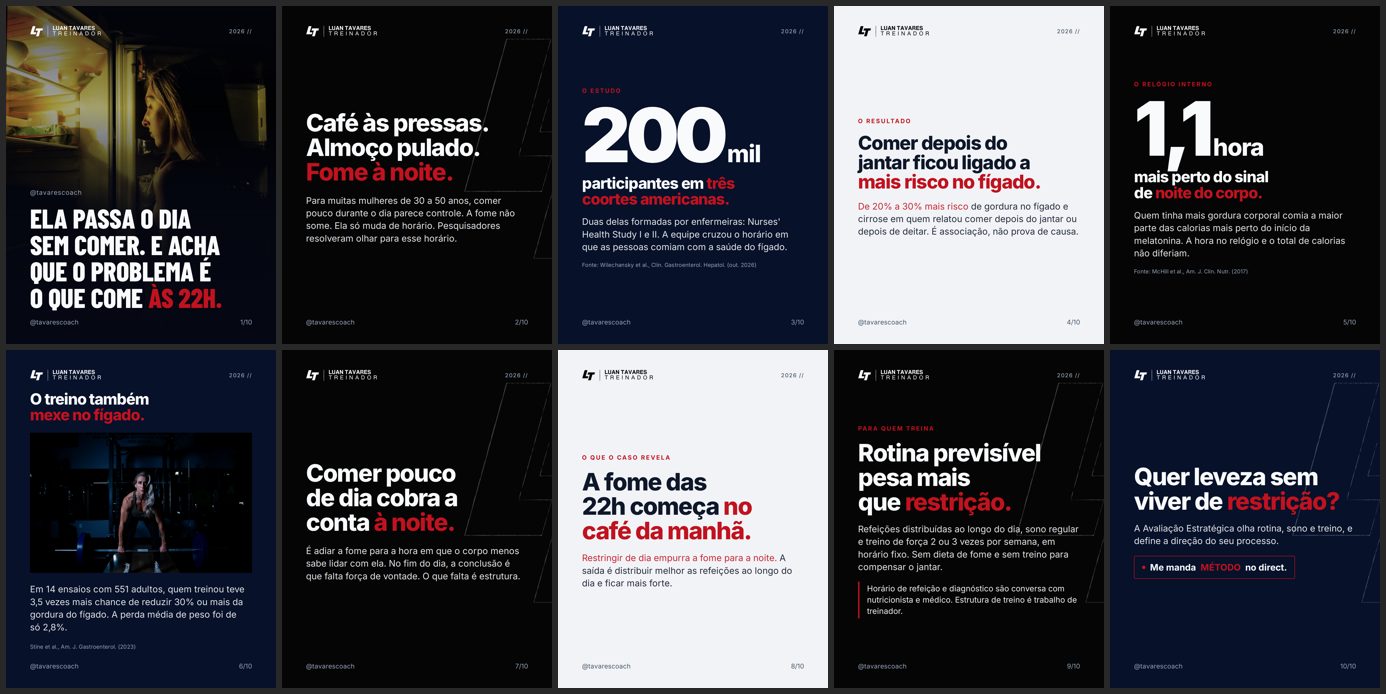 LT LUAN TAVARES
TREINADOR
2026 //
@tavarescoach
ELA PASSA O DIA
SEM COMER. E ACHA
QUE O PROBLEMA É
O QUE COME ÀS 22H.
@tavarescoach
1/10
LT LUAN TAVARES
TREINADOR
2026 //
Café às pressas.
Almoço pulado.
Fome à noite.
Para muitas mulheres de 30 a 50 anos, comer
pouco durante o dia parece controle. A fome não
some. Ela só muda de horário. Pesquisadores
resolveram olhar para esse horário.
@tavarescoach
2/10
LT LUAN TAVARES
TREINADOR
2026 //
O ESTUDO
200 mil
participantes em três
coortes americanas.
Duas delas formadas por enfermeiras: Nurses'
Health Study I e II. A equipe cruzou o horário em
que as pessoas comiam com a saúde do fígado.
Fonte: Wilechansky et al., Clin. Gastroenterol. Hepatol. (out. 2026)
@tavarescoach
3/10
LT LUAN TAVARES
TREINADOR
2026 //
O RESULTADO
Comer depois do
jantar ficou ligado a
mais risco no fígado.
De 20% a 30% mais risco de gordura no fígado e
cirrose em quem relatou comer depois do jantar ou
depois de deitar. É associação, não prova de causa.
@tavarescoach
4/10
LT LUAN TAVARES
TREINADOR
2026 //
O RELÓGIO INTERNO
1,1 hora
mais perto do sinal
de noite do corpo.
Quem tinha mais gordura corporal comia a maior
parte das calorias mais perto do início da
melatonina. A hora no relógio e o total de calorias
não diferiam.
Fonte: McHill et al., Am. J. Clin. Nutr. (2017)
@tavarescoach
5/10
LT LUAN TAVARES
TREINADOR
2026 //
O treino também
mexe no fígado.
Em 14 ensaios com 551 adultos, quem treinou teve
3,5 vezes mais chance de reduzir 30% ou mais da
gordura do fígado. A perda média de peso foi de
só 2,8%.
Stine et al., Am. J. Gastroenterol. (2023)
@tavarescoach
6/10
LT LUAN TAVARES
TREINADOR
2026 //
Comer pouco
de dia cobra a
conta à noite.
É adiar a fome para a hora em que o corpo menos
sabe lidar com ela. No fim do dia, a conclusão é
que falta força de vontade. O que falta é estrutura.
@tavarescoach
7/10
LT LUAN TAVARES
TREINADOR
2026 //
O QUE O CASO REVELA
A fome das
22h começa no
café da manhã.
Restringir de dia empurra a fome para a noite. A
saída é distribuir melhor as refeições ao longo do
dia e ficar mais forte.
@tavarescoach
8/10
LT LUAN TAVARES
TREINADOR
2026 //
PARA QUEM TREINA
Rotina previsível
pesa mais
que restrição.
Refeições distribuídas ao longo do dia, sono regular
e treino de força 2 ou 3 vezes por semana, em
horário fixo. Sem dieta de fome e sem treino para
compensar o jantar.
Horário de refeição e diagnóstico são conversa com
nutricionista e médico. Estrutura de treino é trabalho de
treinador.
@tavarescoach
9/10
LT LUAN TAVARES
TREINADOR
2026 //
Quer leveza sem
viver de restrição?
A Avaliação Estratégica olha rotina, sono e treino, e
define a direção do seu processo.
Me manda MÉTODO no direct.
@tavarescoach
10/10